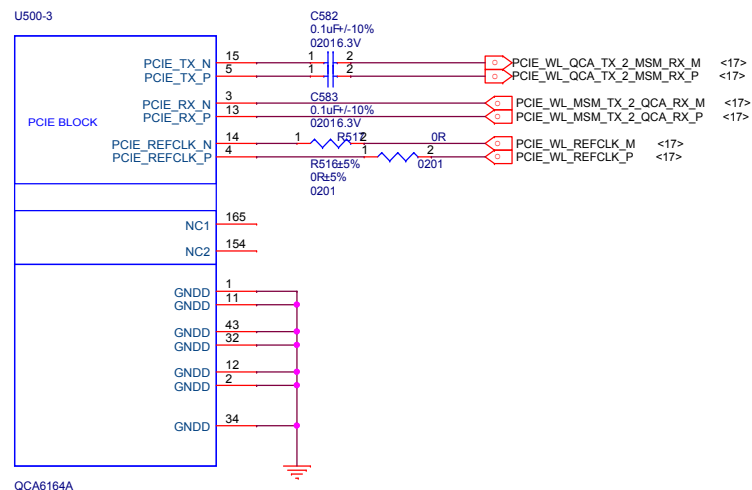 U500-3
C582
0.1uF+/-10%
02016.3V
PCIE_TX_N 15 1 2 PCIE_WL_QCA_TX_2_MSM_RX_M <17>
PCIE_TX_P 5 1 2 PCIE_WL_QCA_TX_2_MSM_RX_P <17>
C583
PCIE_RX_N 3 PCIE_WL_MSM_TX_2_QCA_RX_M <17>
0.1uF+/-10%
PCIE_RX_P 13 PCIE_WL_MSM_TX_2_QCA_RX_P <17>
PCIE BLOCK
02016.3V
PCIE_REFCLK_N 14 1 R517 2 0R PCIE_WL_REFCLK_M <17>
PCIE_REFCLK_P 4 1 2 PCIE_WL_REFCLK_P <17>
R516±5% 0201
0R±5%
0201
NC1 165
NC2 154
GNDD 1
GNDD 11
GNDD 43
GNDD 32
GNDD 12
GNDD 2
GNDD 34
QCA6164A